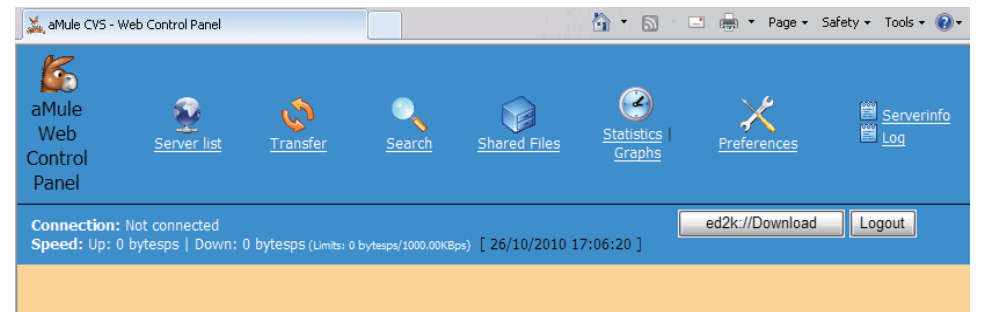 aMule CVS - Web Control Panel
Page Safety Tools
aMule
Web
Control
Panel
Server list
Transfer
Search
Shared Files
Statistics |
Graphs
Preferences
Serverinfo
Log
Connection: Not connected
Speed: Up: 0 bytesps | Down: 0 bytesps (Limits: 0 bytesps/1000.00KBps) [ 26/10/2010 17:06:20 ]
ed2k://Download
Logout